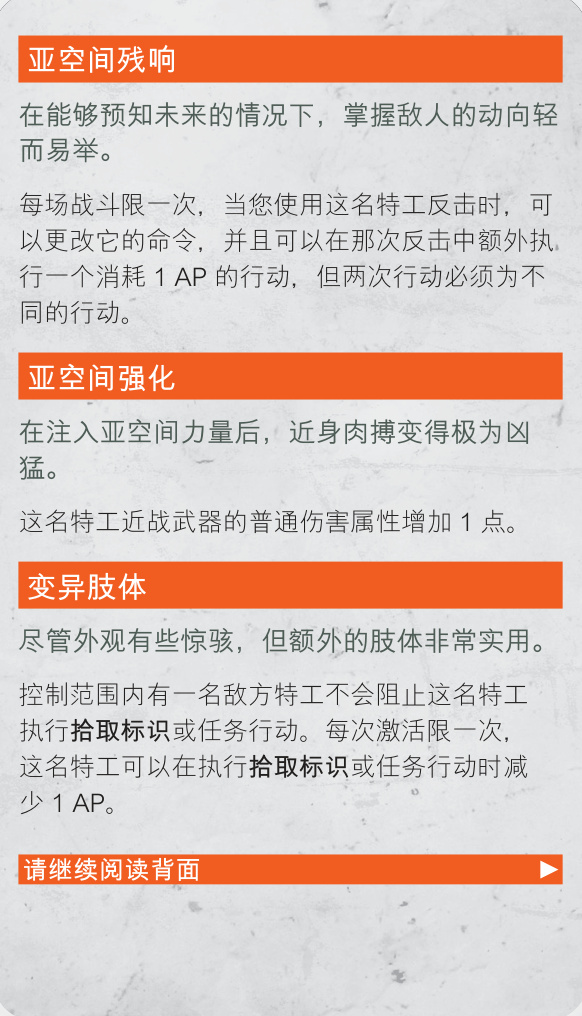 亚空间残响
在能够预知未来的情况下，掌握敌人的动向轻
而易举。
每场战斗限一次，当您使用这名特工反击时，可
以更改它的命令，并且可以在那次反击中额外执
行一个消耗 1 AP 的行动，但两次行动必须为不
同的行动。
亚空间强化
在注入亚空间力量后，近身肉搏变得极为凶
猛。
这名特工近战武器的普通伤害属性增加 1 点。
变异肢体
尽管外观有些惊骇，但额外的肢体非常实用。
控制范围内有一名敌方特工不会阻止这名特工
执行拾取标识或任务行动。每次激活限一次，
这名特工可以在执行拾取标识或任务行动时减
少 1 AP。
请继续阅读背面